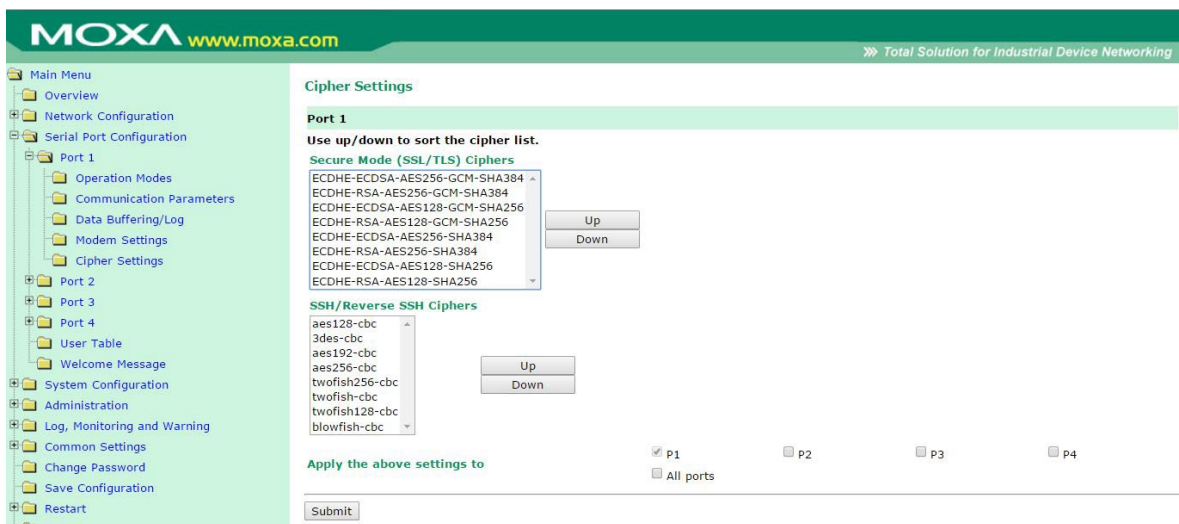 MOXA www.moxa.com
Total Solution for Industrial Device Networking
Main Menu
Overview
Network Configuration
Serial Port Configuration
Port 1
Operation Modes
Communication Parameters
Data Buffering/Log
Modem Settings
Cipher Settings
Port 2
Port 3
Port 4
User Table
Welcome Message
System Configuration
Administration
Log, Monitoring and Warning
Common Settings
Change Password
Save Configuration
Restart
Cipher Settings
Port 1
Use up/down to sort the cipher list.
Secure Mode (SSL/TLS) Ciphers
ECDHE-ECDSA-AES256-GCM-SHA384
ECDHE-RSA-AES256-GCM-SHA384
ECDHE-ECDSA-AES128-GCM-SHA256
ECDHE-RSA-AES128-GCM-SHA256
ECDHE-ECDSA-AES256-SHA384
ECDHE-RSA-AES256-SHA384
ECDHE-ECDSA-AES128-SHA256
ECDHE-RSA-AES128-SHA256
Up
Down
SSH/Reverse SSH Ciphers
aes128-cbc
3des-cbc
aes192-cbc
aes256-cbc
twofish256-cbc
twofish-cbc
twofish128-cbc
blowfish-cbc
Up
Down
Apply the above settings to
P1 P2 P3 P4
All ports
Submit